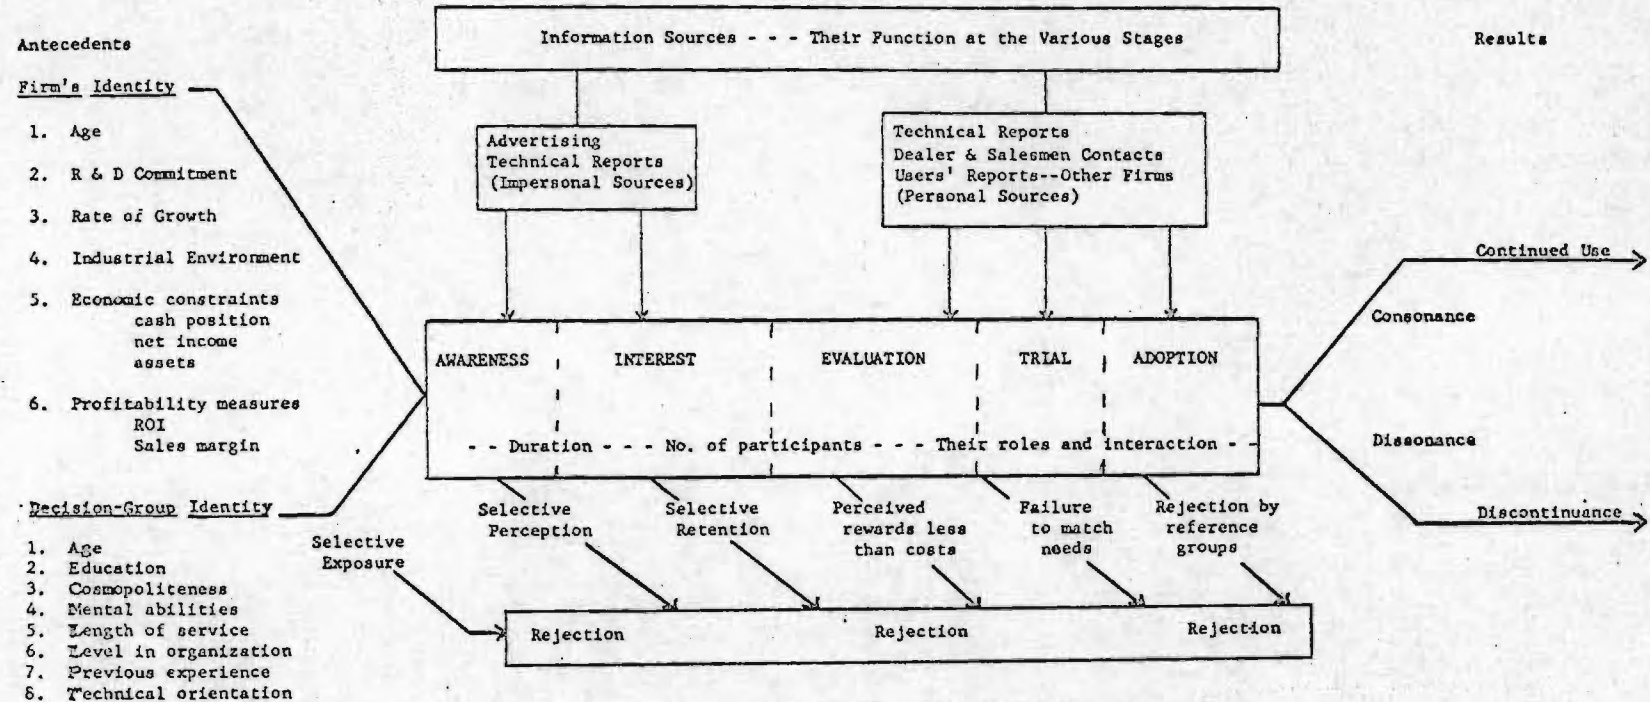 Antecedents
Firm's Identity
1. Age
2. R & D Commitment
3. Rate of Growth
4. Industrial Environment
5. Economic constraints
cash position
net income
assets
6. Profitability measures
ROI
Sales margin
Decision-Group Identity
1. Age
2. Education
3. Cosmopoliteness
4. Mental abilities
5. Length of service
6. Level in organization
7. Previous experience
8. Technical orientation
Information Sources - - - Their Function at the Various Stages
Advertising
Technical Reports
(Impersonal Sources)
Technical Reports
Dealer & Salesmen Contacts
Users' Reports--Other Firms
(Personal Sources)
AWARENESS
INTEREST
EVALUATION
TRIAL
ADOPTION
- - Duration - - - No. of participants - - - Their roles and interaction - -
Selective
Exposure
Selective
Perception
Selective
Retention
Perceived
rewards less
than costs
Failure
to match
needs
Rejection by
reference
groups
Rejection
Rejection
Rejection
Results
Continued Use
Consonance
Dissonance
Discontinuance